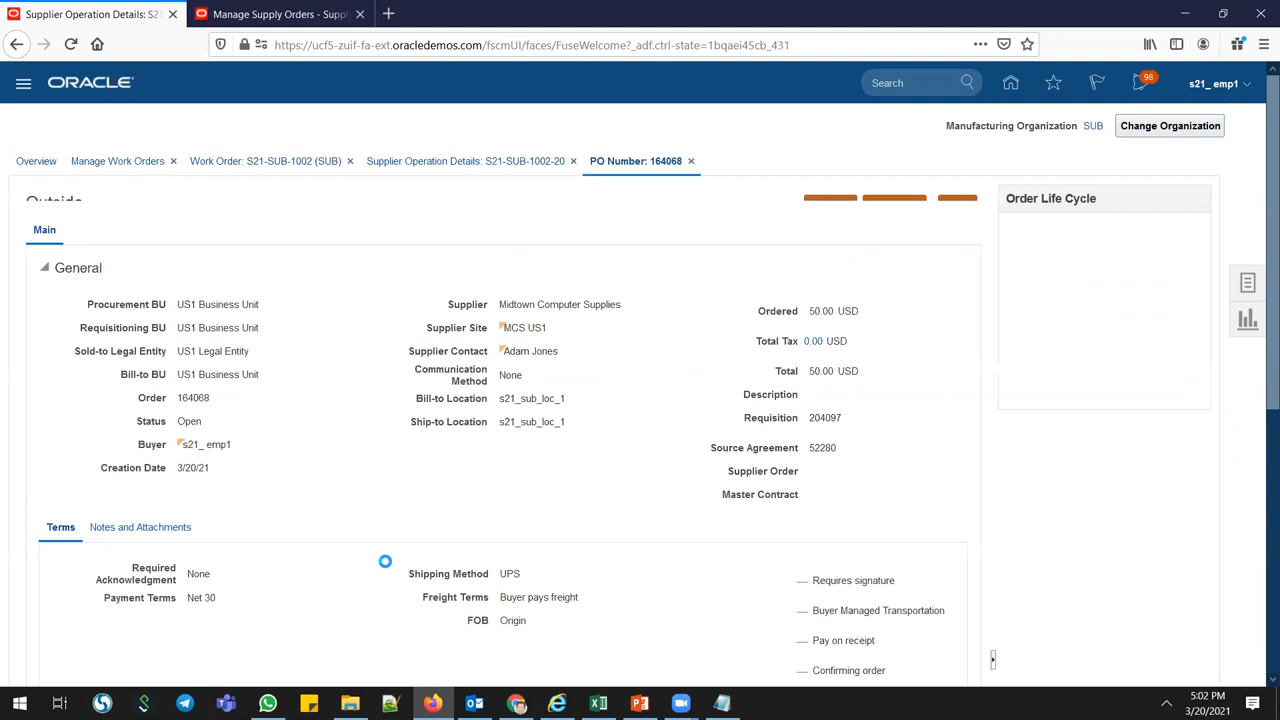 Supplier Operation Details: S21
Manage Supply Orders - Suppl
https://ucf5-zuif-fa-ext.oracledemos.com/fscmUI/faces/FuseWelcome?_adf.ctrl-state=1bqaei45cb_431
ORACLE
Search
98
s21_ emp1
Manufacturing Organization SUB Change Organization
Overview Manage Work Orders Work Order: S21-SUB-1002 (SUB) Supplier Operation Details: S21-SUB-1002-20 PO Number: 164068
Outside
Order Life Cycle
Main
General
Procurement BU US1 Business Unit
Requisitioning BU US1 Business Unit
Sold-to Legal Entity US1 Legal Entity
Bill-to BU US1 Business Unit
Order 164068
Status Open
Buyer s21_ emp1
Creation Date 3/20/21
Supplier Midtown Computer Supplies
Supplier Site MCS US1
Supplier Contact Adam Jones
Communication
Method None
Bill-to Location s21_sub_loc_1
Ship-to Location s21_sub_loc_1
Ordered 50.00 USD
Total Tax 0.00 USD
Total 50.00 USD
Description
Requisition 204097
Source Agreement 52280
Supplier Order
Master Contract
Terms Notes and Attachments
Required
Acknowledgment None
Payment Terms Net 30
Shipping Method UPS
Freight Terms Buyer pays freight
FOB Origin
Requires signature
Buyer Managed Transportation
Pay on receipt
Confirming order
5:02 PM
3/20/2021